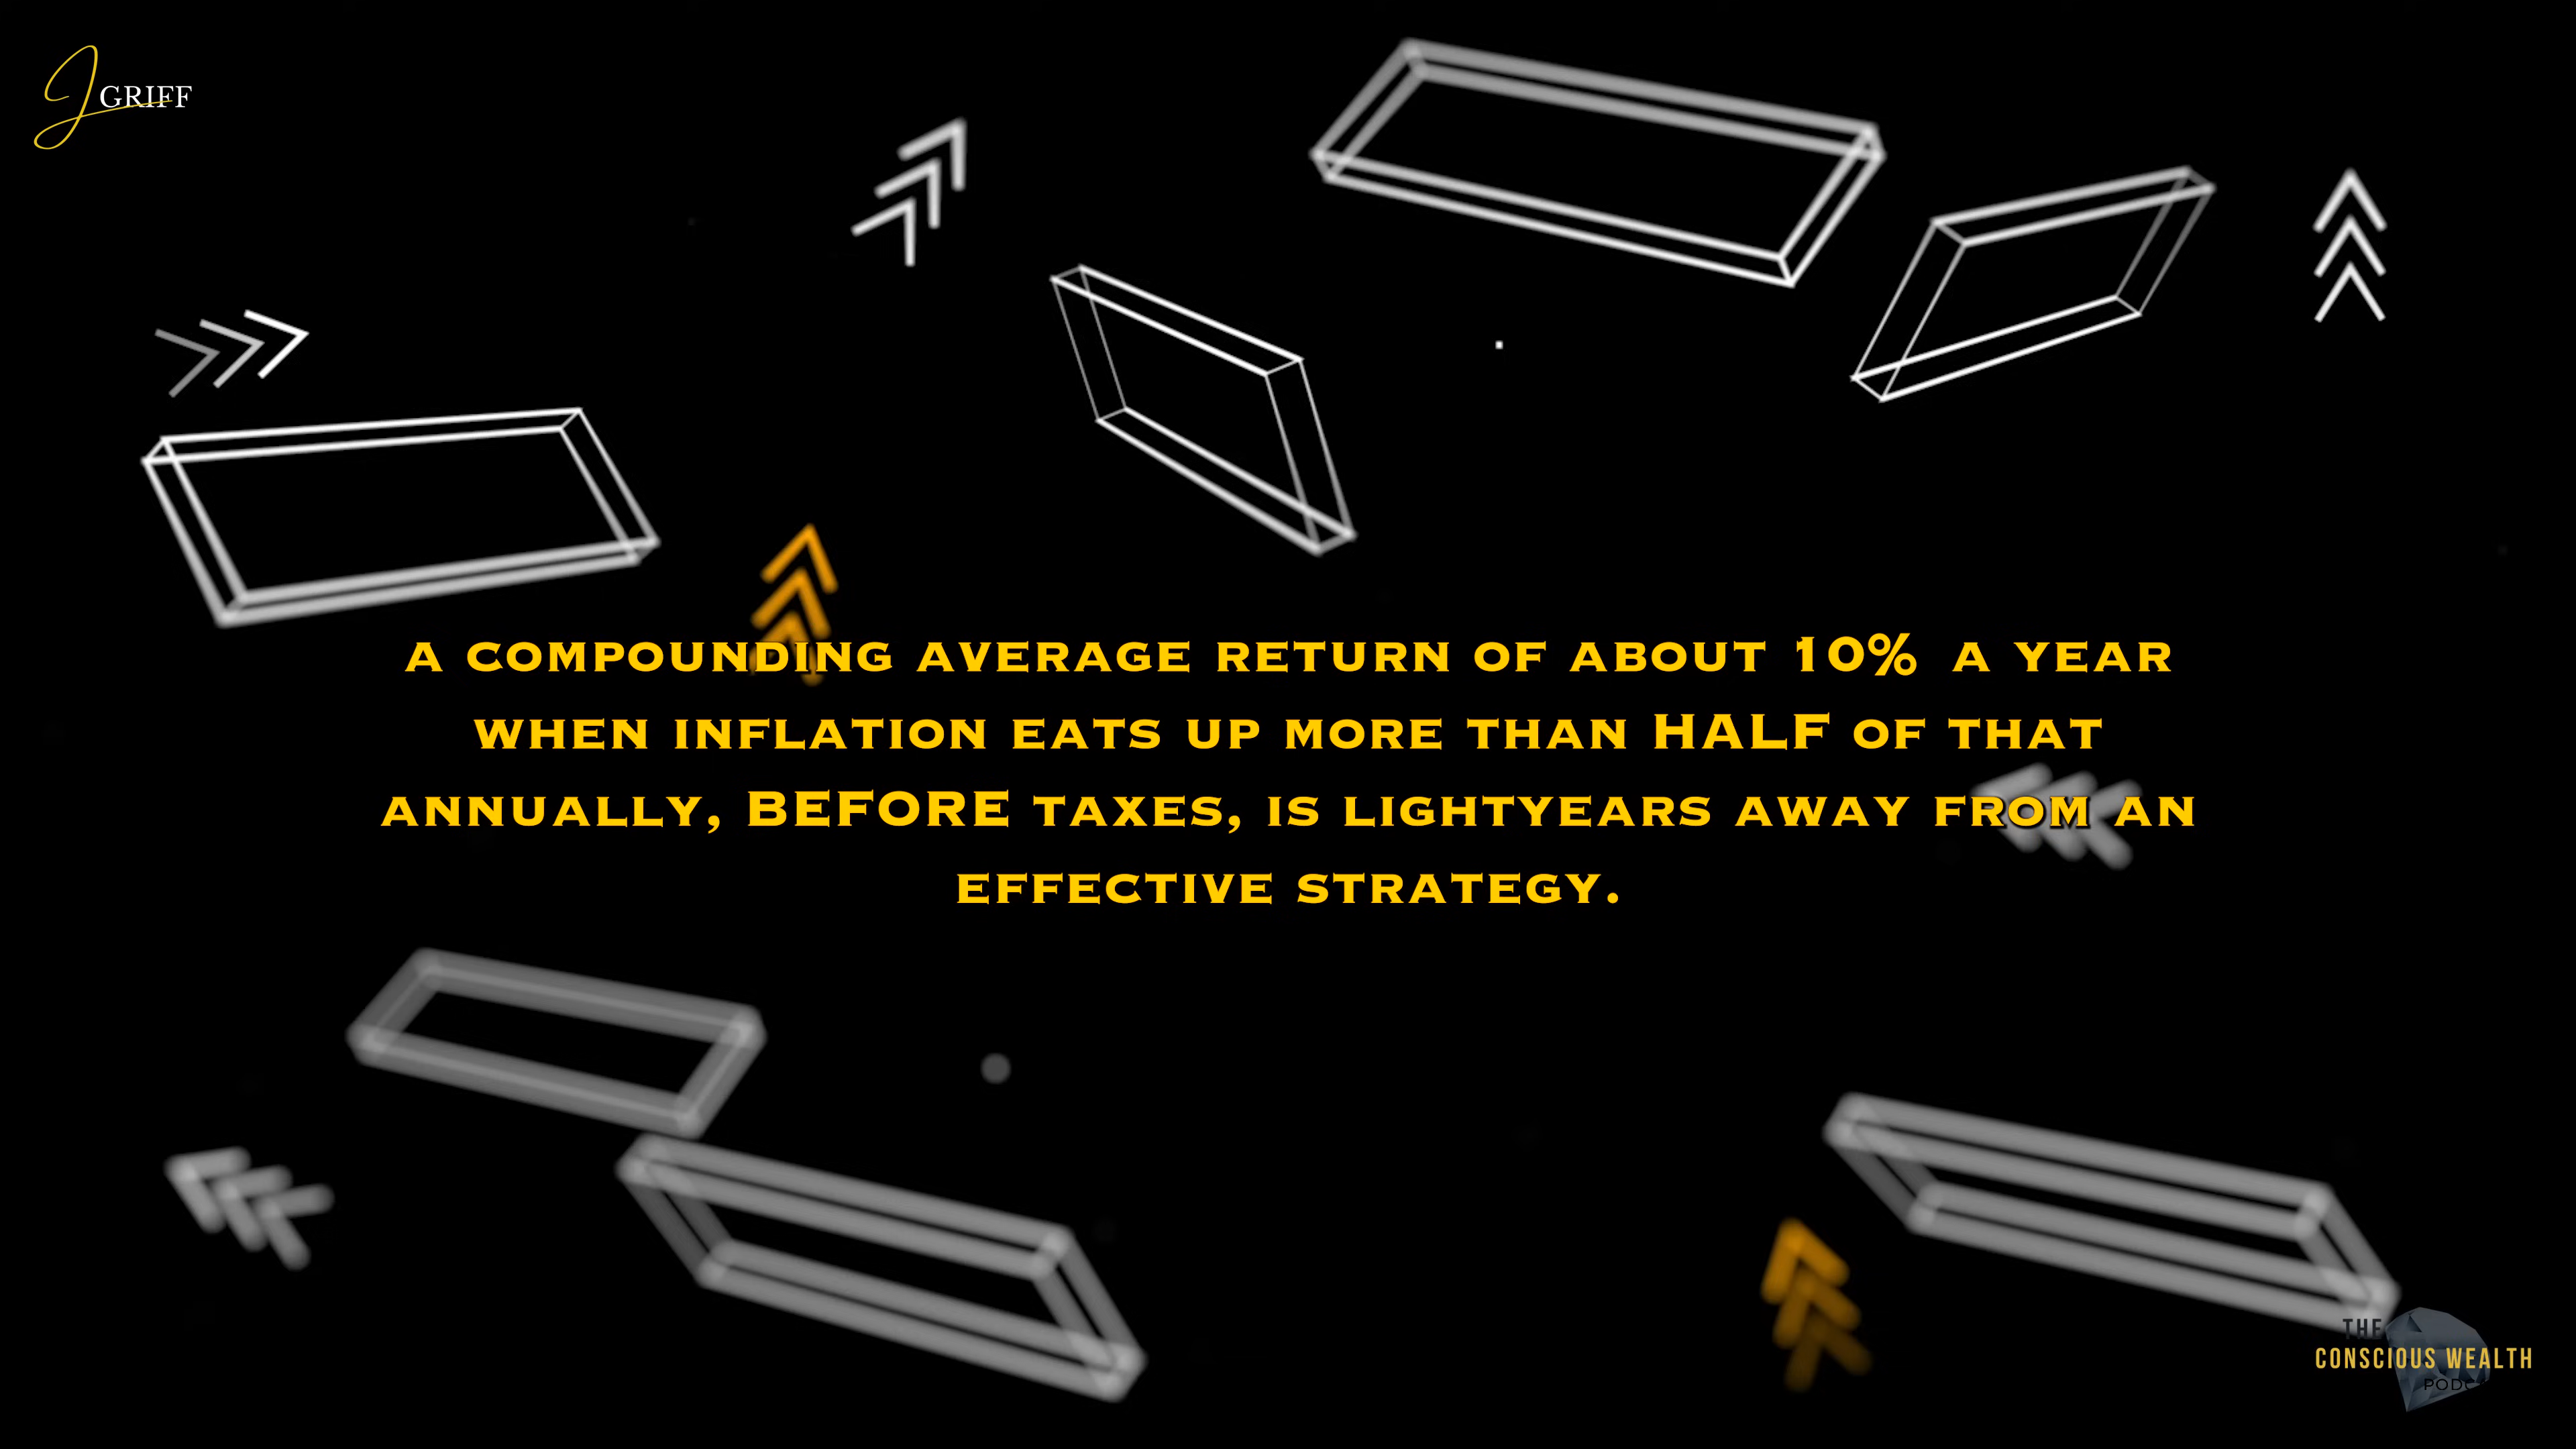 J GRIFF
A COMPOUNDING AVERAGE RETURN OF ABOUT 10% A YEAR
WHEN INFLATION EATS UP MORE THAN HALF OF THAT
ANNUALLY, BEFORE TAXES, IS LIGHTYEARS AWAY FROM AN
EFFECTIVE STRATEGY.
THE
CONSCIOUS WEALTH